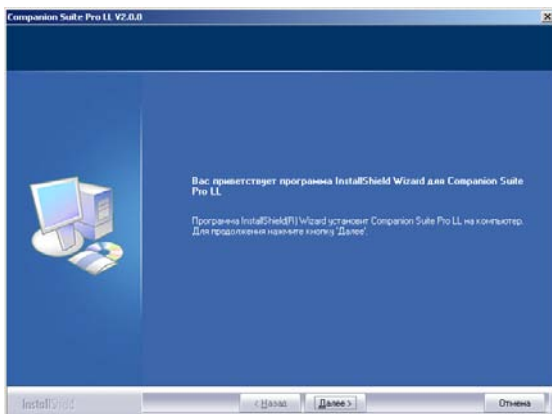 Companion Suite Pro LL V2.0.0
Вас приветствует программа InstallShield Wizard для Companion Suite
Pro LL
Программа InstallShield(R) Wizard установит Companion Suite Pro LL на компьютер.
Для продолжения нажмите кнопку 'Далее'.
InstallShield
< Назад
Далее >
Отмена